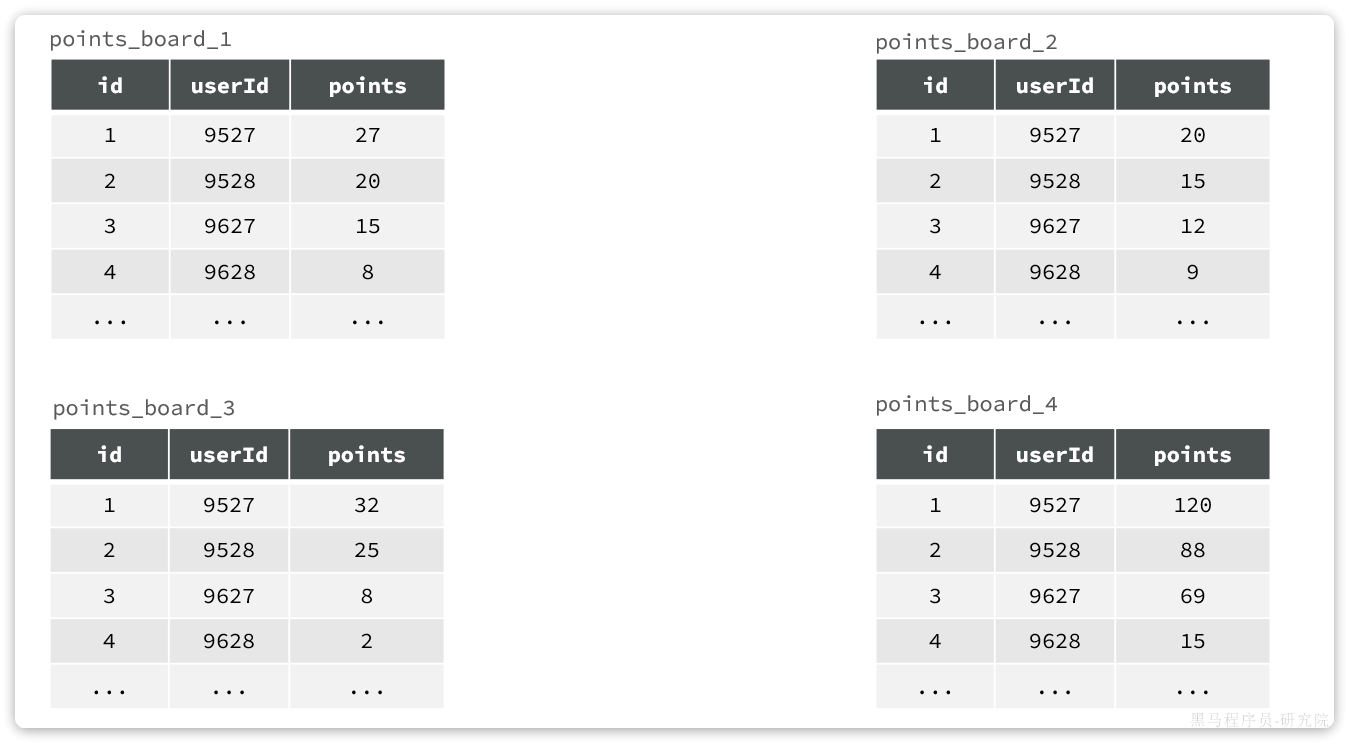 points_board_1
id userId points
1 9527 27
2 9528 20
3 9627 15
4 9628 8
... ... ...
points_board_2
id userId points
1 9527 20
2 9528 15
3 9627 12
4 9628 9
... ... ...
points_board_3
id userId points
1 9527 32
2 9528 25
3 9627 8
4 9628 2
... ... ...
points_board_4
id userId points
1 9527 120
2 9528 88
3 9627 69
4 9628 15
... ... ...
黑马程序员-研究院